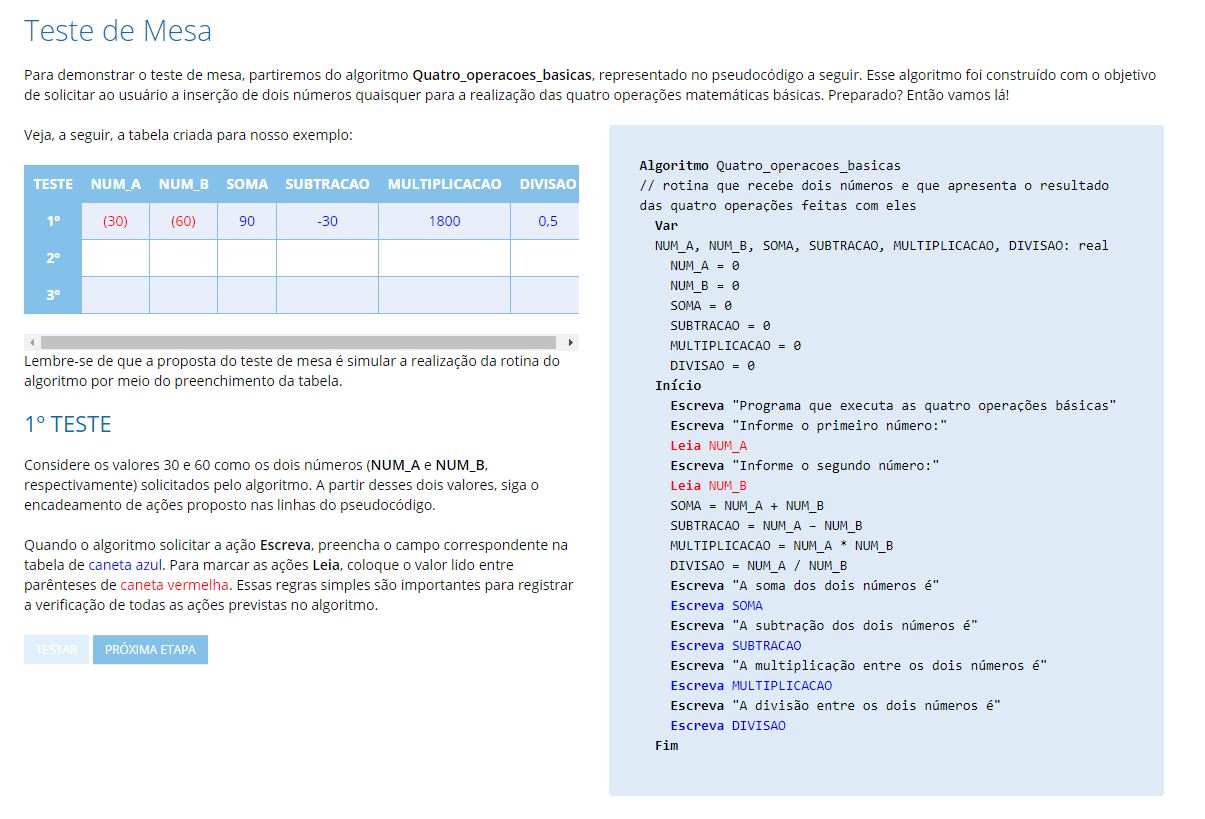 Teste de Mesa
Para demonstrar o teste de mesa, partiremos do algoritmo Quatro_operacoes_basicas, representado no pseudocódigo a seguir. Esse algoritmo foi construído com o objetivo
de solicitar ao usuário a inserção de dois números quaisquer para a realização das quatro operações matemáticas básicas. Preparado? Então vamos lá!
Veja, a seguir, a tabela criada para nosso exemplo:
TESTE NUM_A NUM_B SOMA SUBTRACAO MULTIPLICACAO DIVISAO
1º (30) (60) 90 -30 1800 0,5
2º
3º
Lembre-se de que a proposta do teste de mesa é simular a realização da rotina do
algoritmo por meio do preenchimento da tabela.
1º TESTE
Considere os valores 30 e 60 como os dois números (NUM_A e NUM_B,
respectivamente) solicitados pelo algoritmo. A partir desses dois valores, siga o
encadeamento de ações proposto nas linhas do pseudocódigo.
Quando o algoritmo solicitar a ação Escreva, preencha o campo correspondente na
tabela de caneta azul. Para marcar as ações Leia, coloque o valor lido entre
parênteses de caneta vermelha. Essas regras simples são importantes para registrar
a verificação de todas as ações previstas no algoritmo.
TESTAR PRÓXIMA ETAPA
Algoritmo Quatro_operacoes_basicas
// rotina que recebe dois números e que apresenta o resultado
das quatro operações feitas com eles
Var
NUM_A, NUM_B, SOMA, SUBTRACAO, MULTIPLICACAO, DIVISAO: real
NUM_A = 0
NUM_B = 0
SOMA = 0
SUBTRACAO = 0
MULTIPLICACAO = 0
DIVISAO = 0
Início
Escreva "Programa que executa as quatro operações básicas"
Escreva "Informe o primeiro número:"
Leia NUM_A
Escreva "Informe o segundo número:"
Leia NUM_B
SOMA = NUM_A + NUM_B
SUBTRACAO = NUM_A – NUM_B
MULTIPLICACAO = NUM_A * NUM_B
DIVISAO = NUM_A / NUM_B
Escreva "A soma dos dois números é"
Escreva SOMA
Escreva "A subtração dos dois números é"
Escreva SUBTRACAO
Escreva "A multiplicação entre os dois números é"
Escreva MULTIPLICACAO
Escreva "A divisão entre os dois números é"
Escreva DIVISAO
Fim